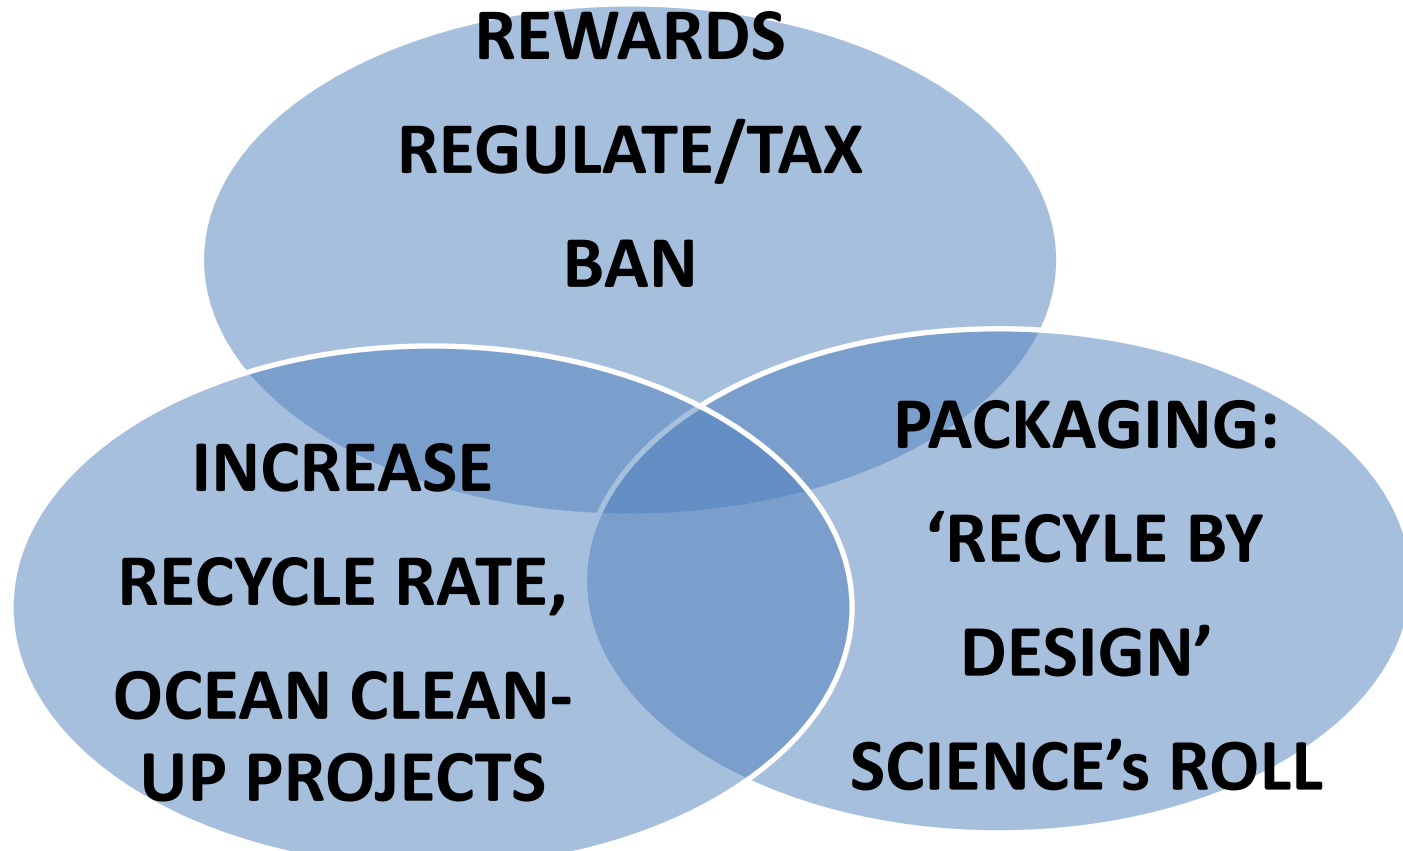 REWARDS
REGULATE/TAX
BAN
INCREASE
RECYCLE RATE,
OCEAN CLEAN-
UP PROJECTS
PACKAGING:
‘RECYLE BY
DESIGN’
SCIENCE’s ROLL